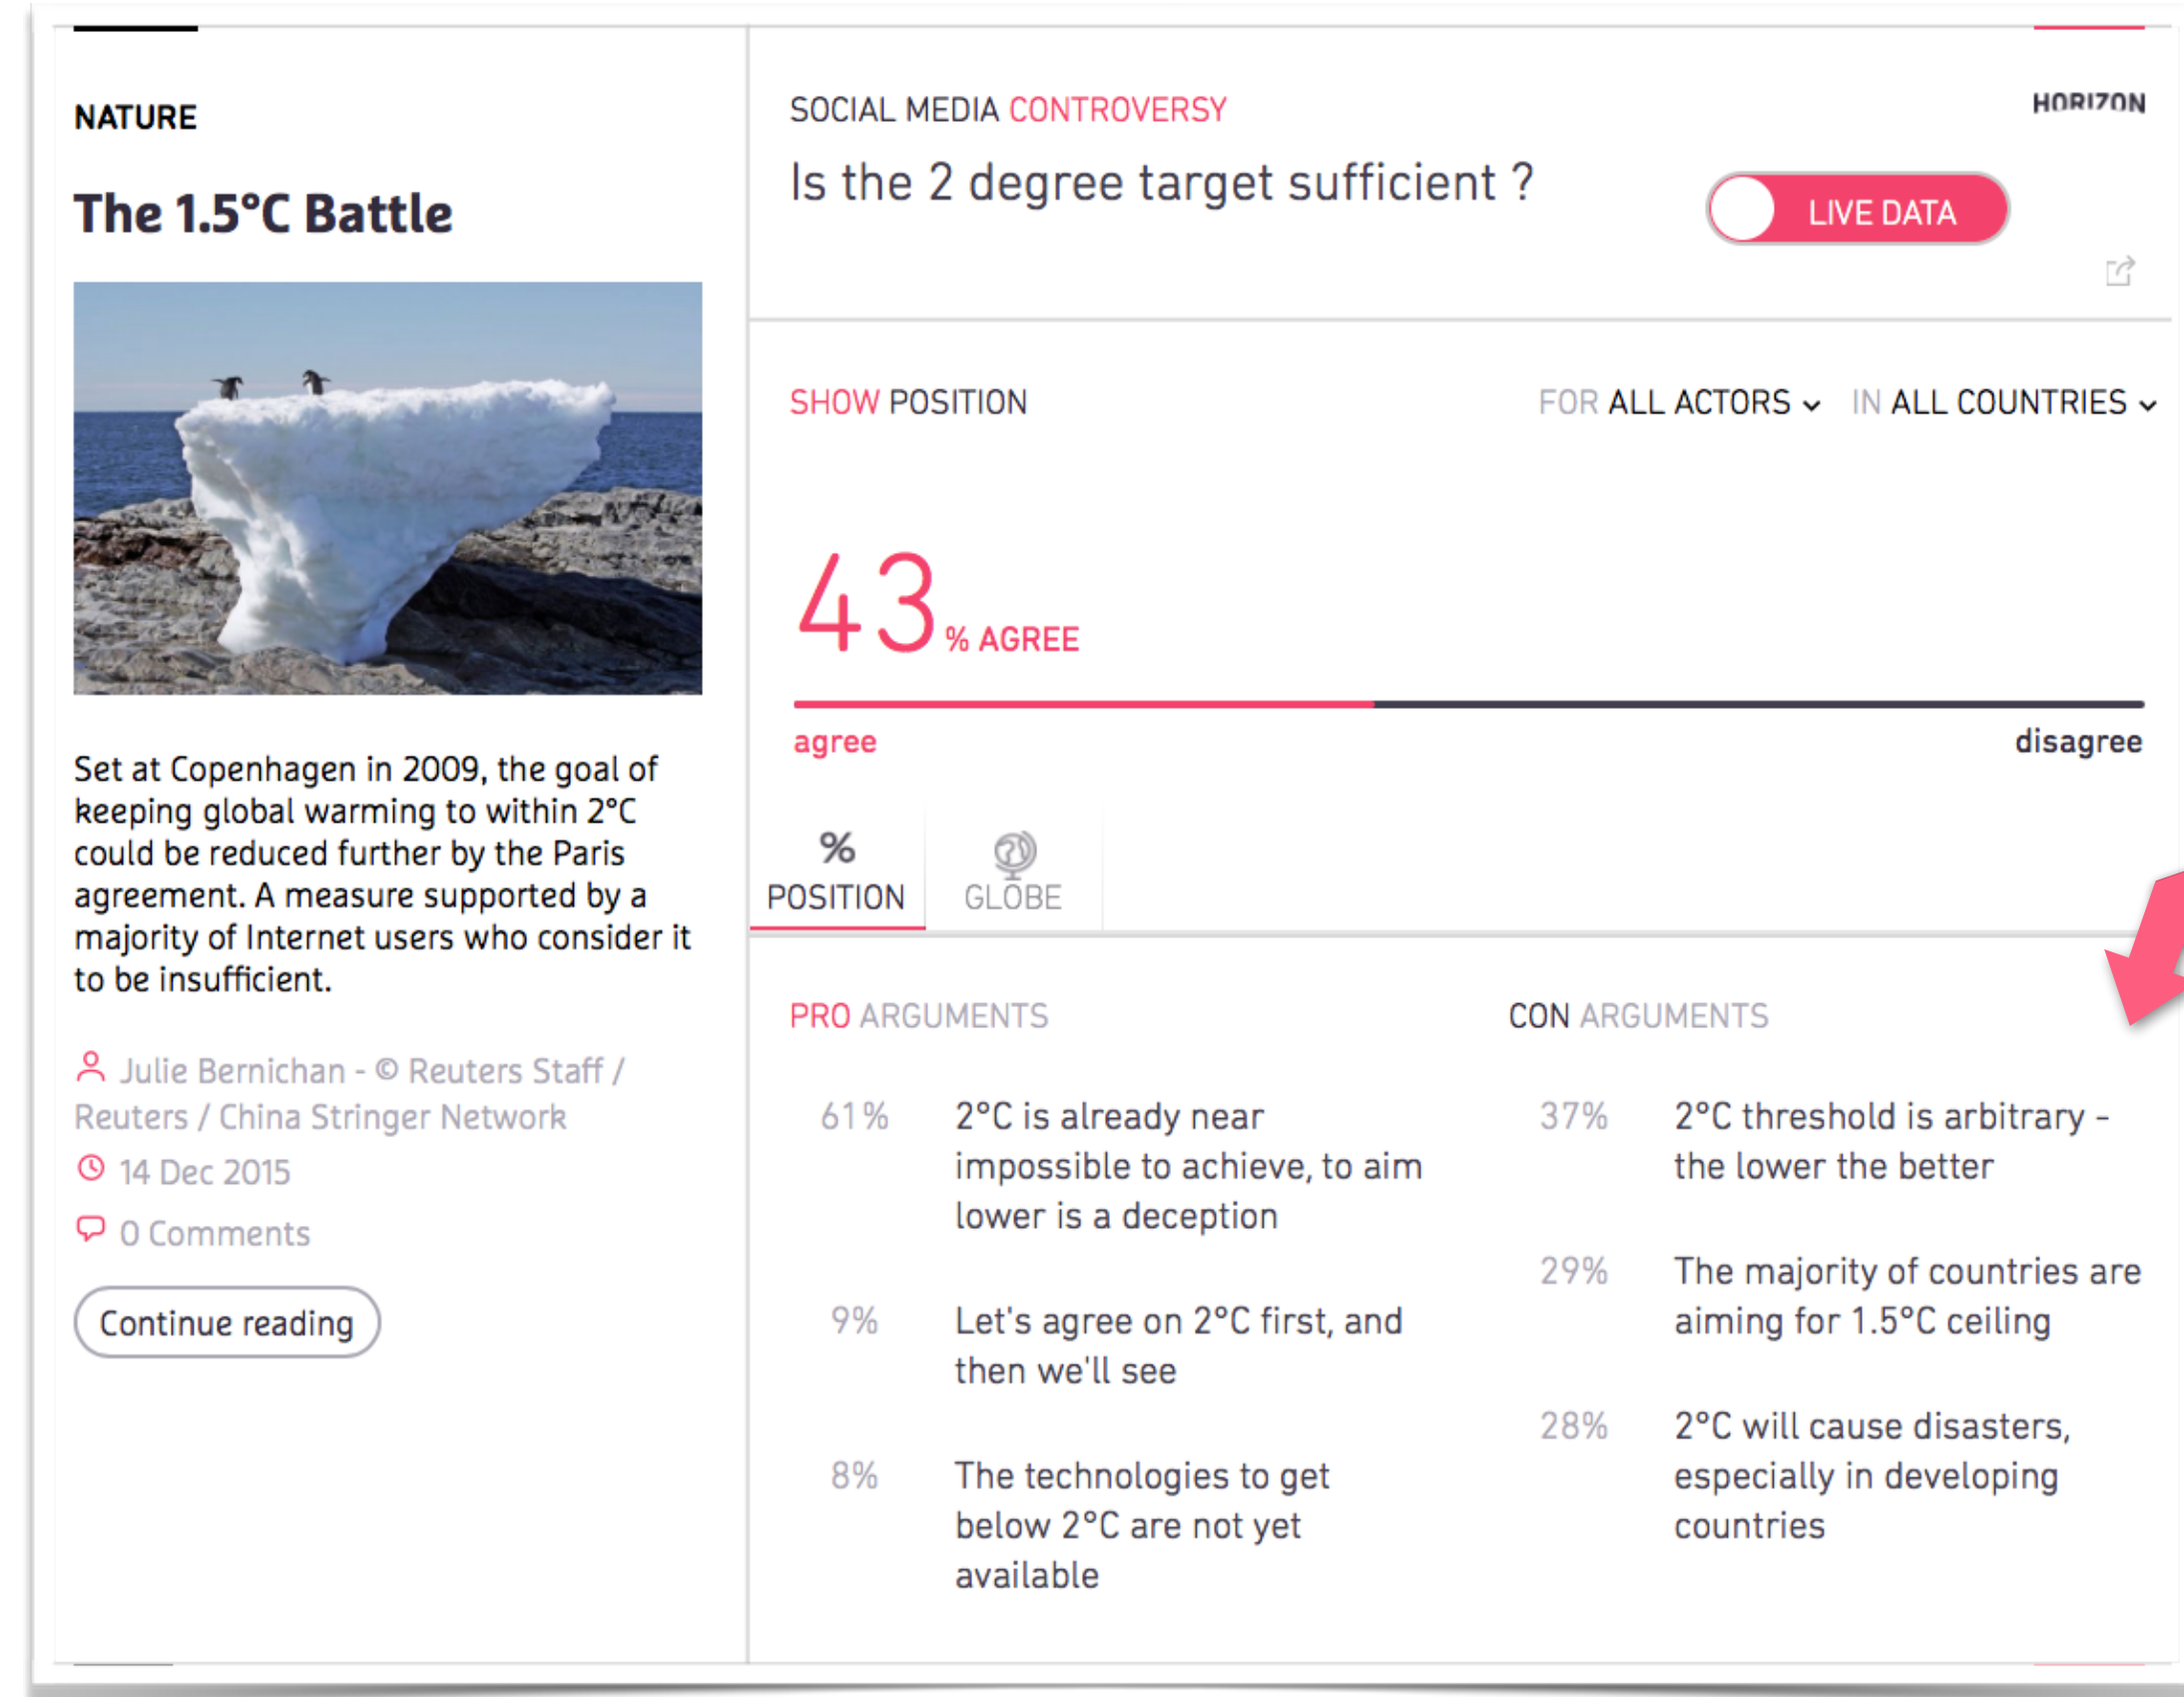 NATURE
The 1.5°C Battle
Set at Copenhagen in 2009, the goal of
keeping global warming to within 2°C
could be reduced further by the Paris
agreement. A measure supported by a
majority of Internet users who consider it
to be insufficient.
Julie Bernichan - © Reuters Staff /
Reuters / China Stringer Network
14 Dec 2015
0 Comments
Continue reading
SOCIAL MEDIA CONTROVERSY
HORIZON
Is the 2 degree target sufficient ?
LIVE DATA
SHOW POSITION
FOR ALL ACTORS IN ALL COUNTRIES
43% AGREE
agree
disagree
%
POSITION
GLOBE
PRO ARGUMENTS
61% 2°C is already near
impossible to achieve, to aim
lower is a deception
9% Let's agree on 2°C first, and
then we'll see
8% The technologies to get
below 2°C are not yet
available
CON ARGUMENTS
37% 2°C threshold is arbitrary -
the lower the better
29% The majority of countries are
aiming for 1.5°C ceiling
28% 2°C will cause disasters,
especially in developing
countries